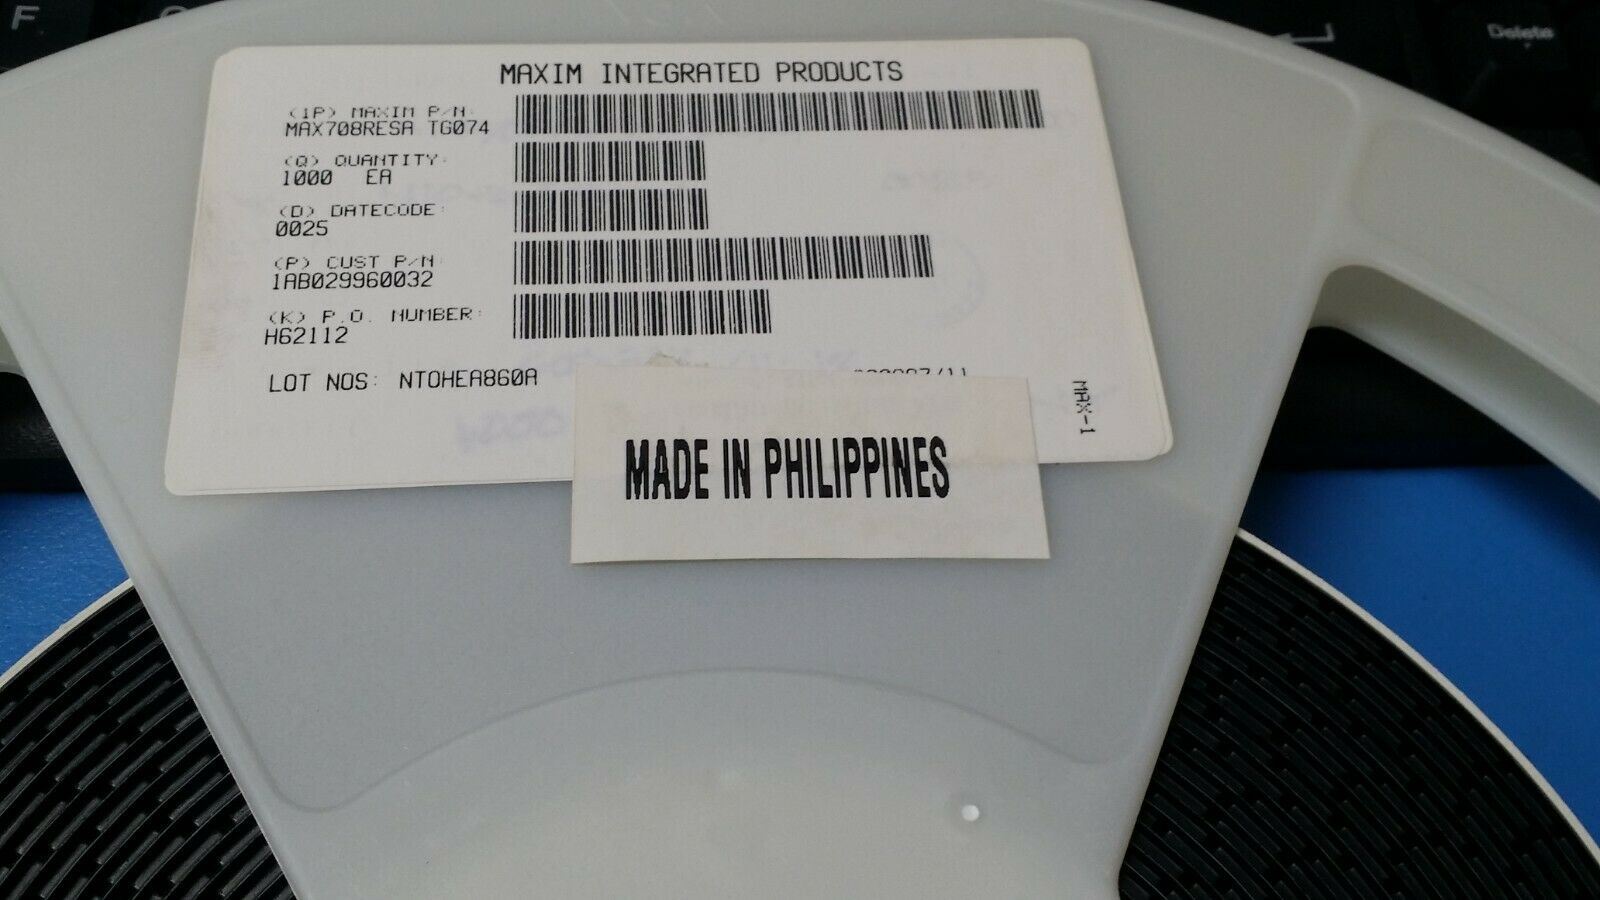 F
Delete
MAXIM INTEGRATED PRODUCTS
(1P) MAXIM P/N:
MAX708RESA TG074
(Q) QUANTITY:
1000 EA
(D) DATECODE:
0025
(P) CUST P/N:
1AB029960032
(K) P.O. NUMBER:
H62112
LOT NOS: NTOHEA860A
MAX-1
MADE IN PHILIPPINES